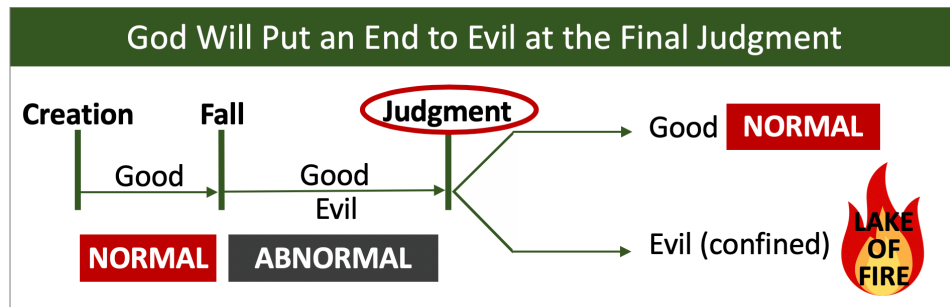 God Will Put an End to Evil at the Final Judgment
Creation
Fall
Judgment
Good
Good
Evil
NORMAL
ABNORMAL
Good NORMAL
Evil (confined)
LAKE
OF
FIRE